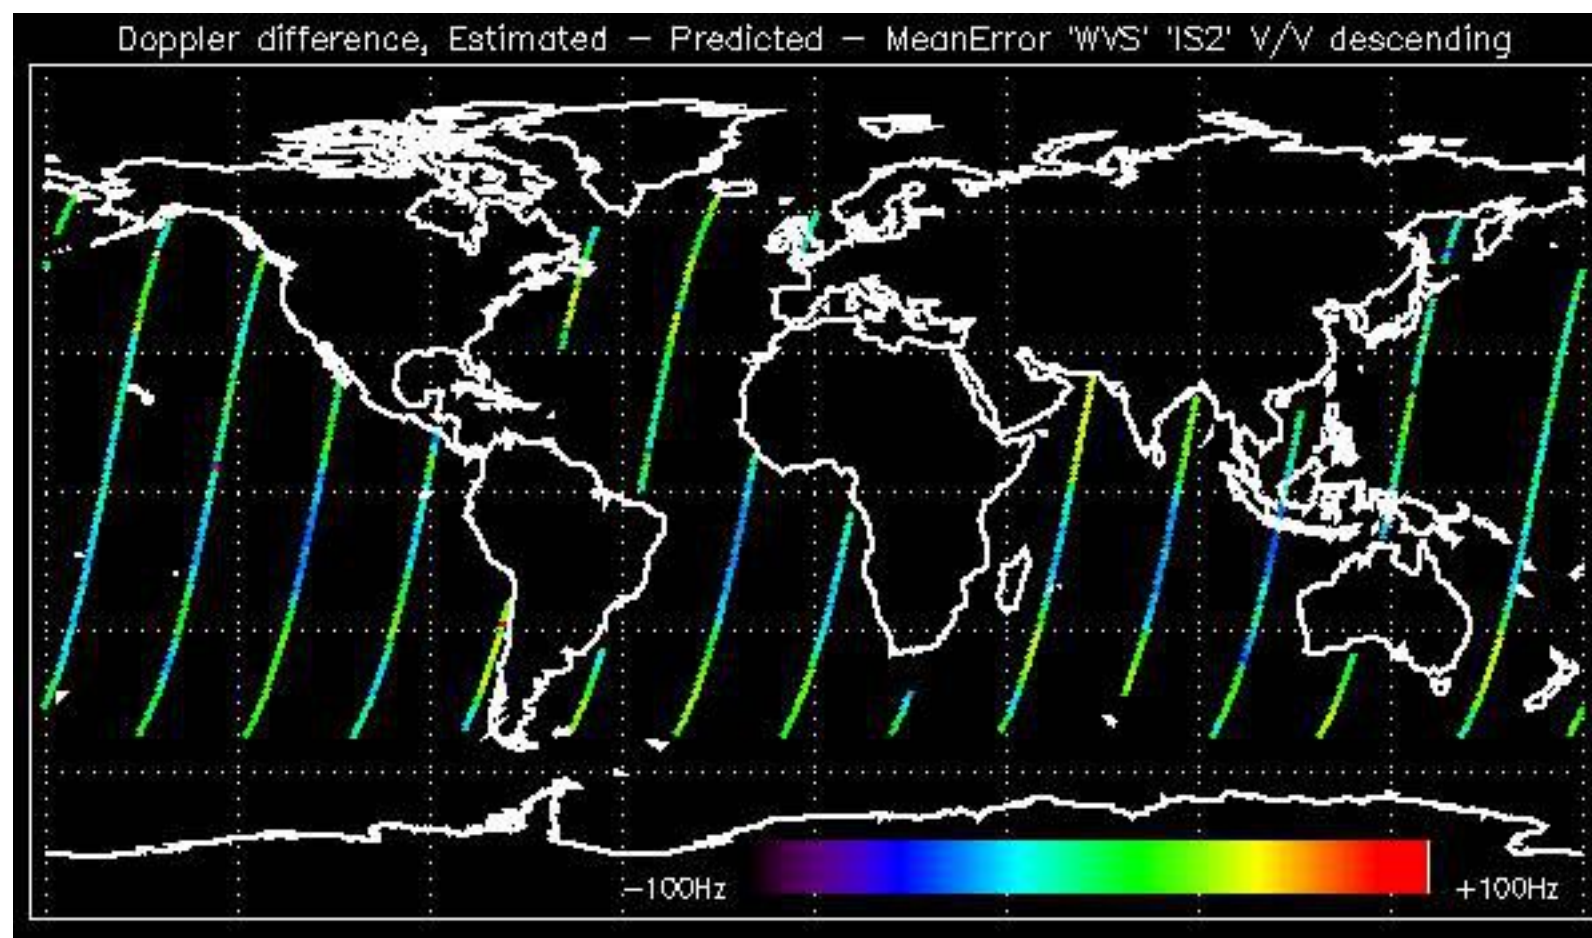 Doppler difference, Estimated - Predicted - MeanError 'WVS' 'IS2' V/V descending
-100Hz
+100Hz